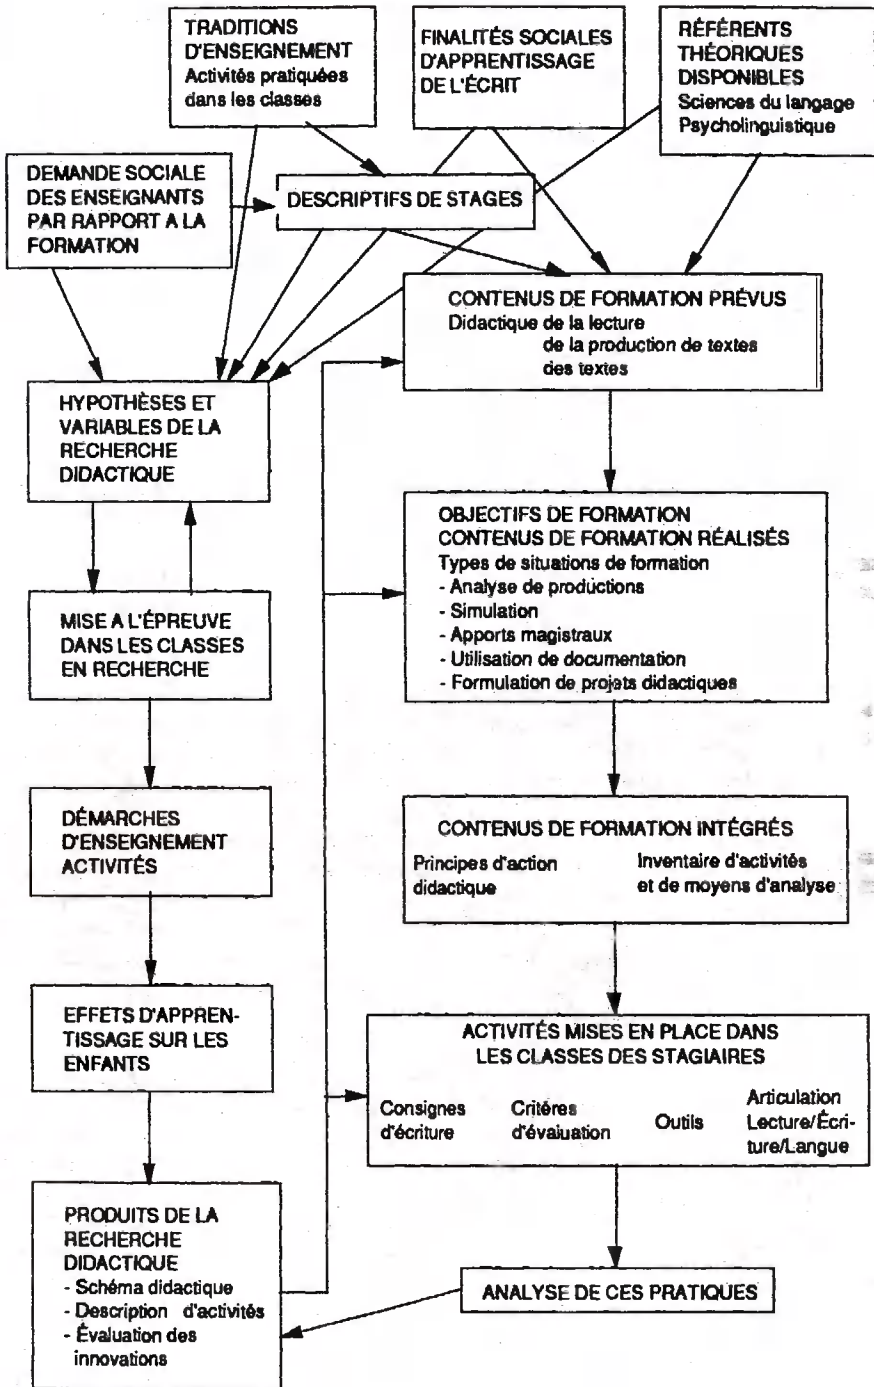 TRADITIONS
D'ENSEIGNEMENT
Activités pratiquées
dans les classes
FINALITÉS SOCIALES
D'APPRENTISSAGE
DE L'ÉCRIT
RÉFÉRENTS
THÉORIQUES
DISPONIBLES
Sciences du langage
Psycholinguistique
DEMANDE SOCIALE
DES ENSEIGNANTS
PAR RAPPORT A LA
FORMATION
DESCRIPTIFS DE STAGES
CONTENUS DE FORMATION PRÉVUS
Didactique de la lecture
de la production de textes
des textes
HYPOTHÈSES ET
VARIABLES DE LA
RECHERCHE
DIDACTIQUE
OBJECTIFS DE FORMATION
CONTENUS DE FORMATION RÉALISÉS
Types de situations de formation
- Analyse de productions
- Simulation
- Apports magistraux
- Utilisation de documentation
- Formulation de projets didactiques
MISE A L'ÉPREUVE
DANS LES CLASSES
EN RECHERCHE
DÉMARCHES
D'ENSEIGNEMENT
ACTIVITÉS
CONTENUS DE FORMATION INTÉGRÉS
Principes d'action
didactique
Inventaire d'activités
et de moyens d'analyse
EFFETS D'APPREN-
TISSAGE SUR LES
ENFANTS
ACTIVITÉS MISES EN PLACE DANS
LES CLASSES DES STAGIAIRES
Consignes
d'écriture
Critéres
d'évaluation
Outils
Articulation
Lecture/Écri-
ture/Langue
PRODUITS DE LA
RECHERCHE
DIDACTIQUE
- Schéma didactique
- Description d'activités
- Évaluation des
innovations
ANALYSE DE CES PRATIQUES